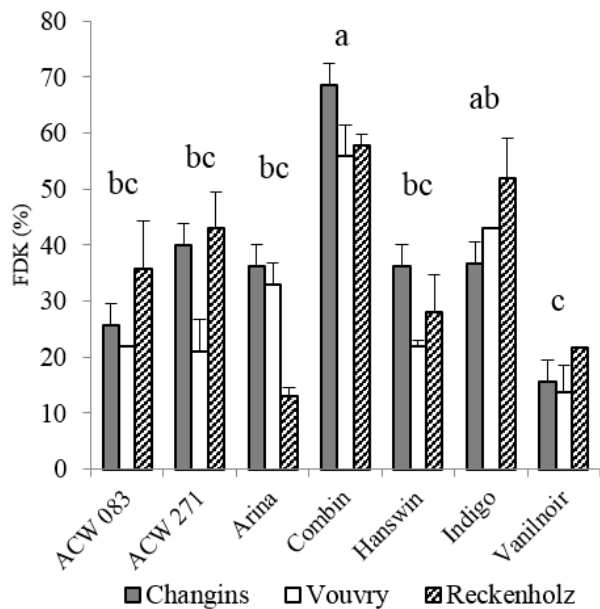 80
70
60
50
40
30
20
10
0
FDK (%)
bc
bc
bc
a
bc
ab
c
ACW 083
ACW 271
Arina
Combin
Hanswin
Indigo
Vanilnoir
Changins Vouvry Reckenholz